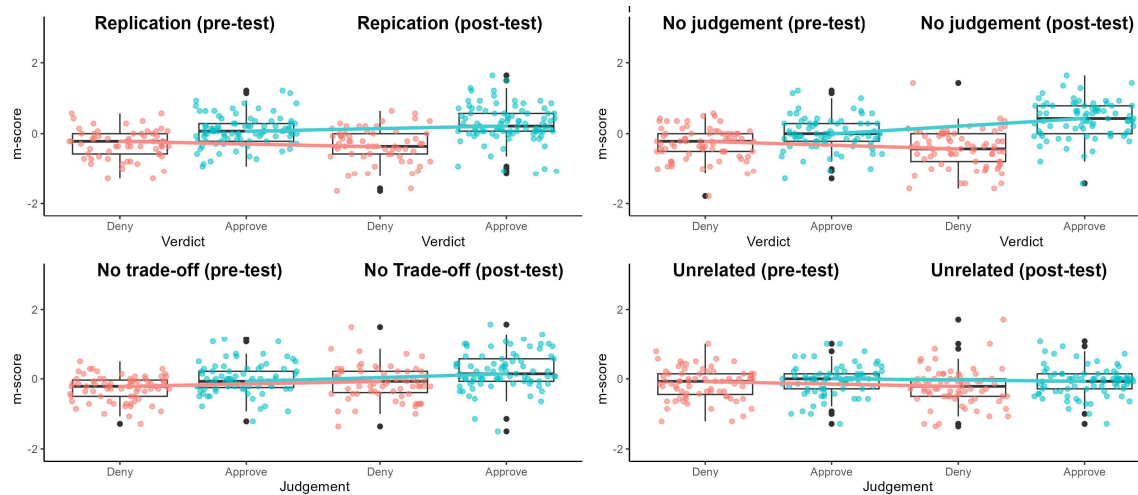 Replication (pre-test) Repication (post-test)
m-score
2
0
-2
Deny Approve Deny Approve
Verdict Verdict
No judgement (pre-test) No judgement (post-test)
m-score
2
0
-2
Deny Approve Deny Approve
Verdict Verdict
No trade-off (pre-test) No Trade-off (post-test)
m-score
2
0
-2
Deny Approve Deny Approve
Judgement
Unrelated (pre-test) Unrelated (post-test)
m-score
2
0
-2
Deny Approve Deny Approve
Judgement